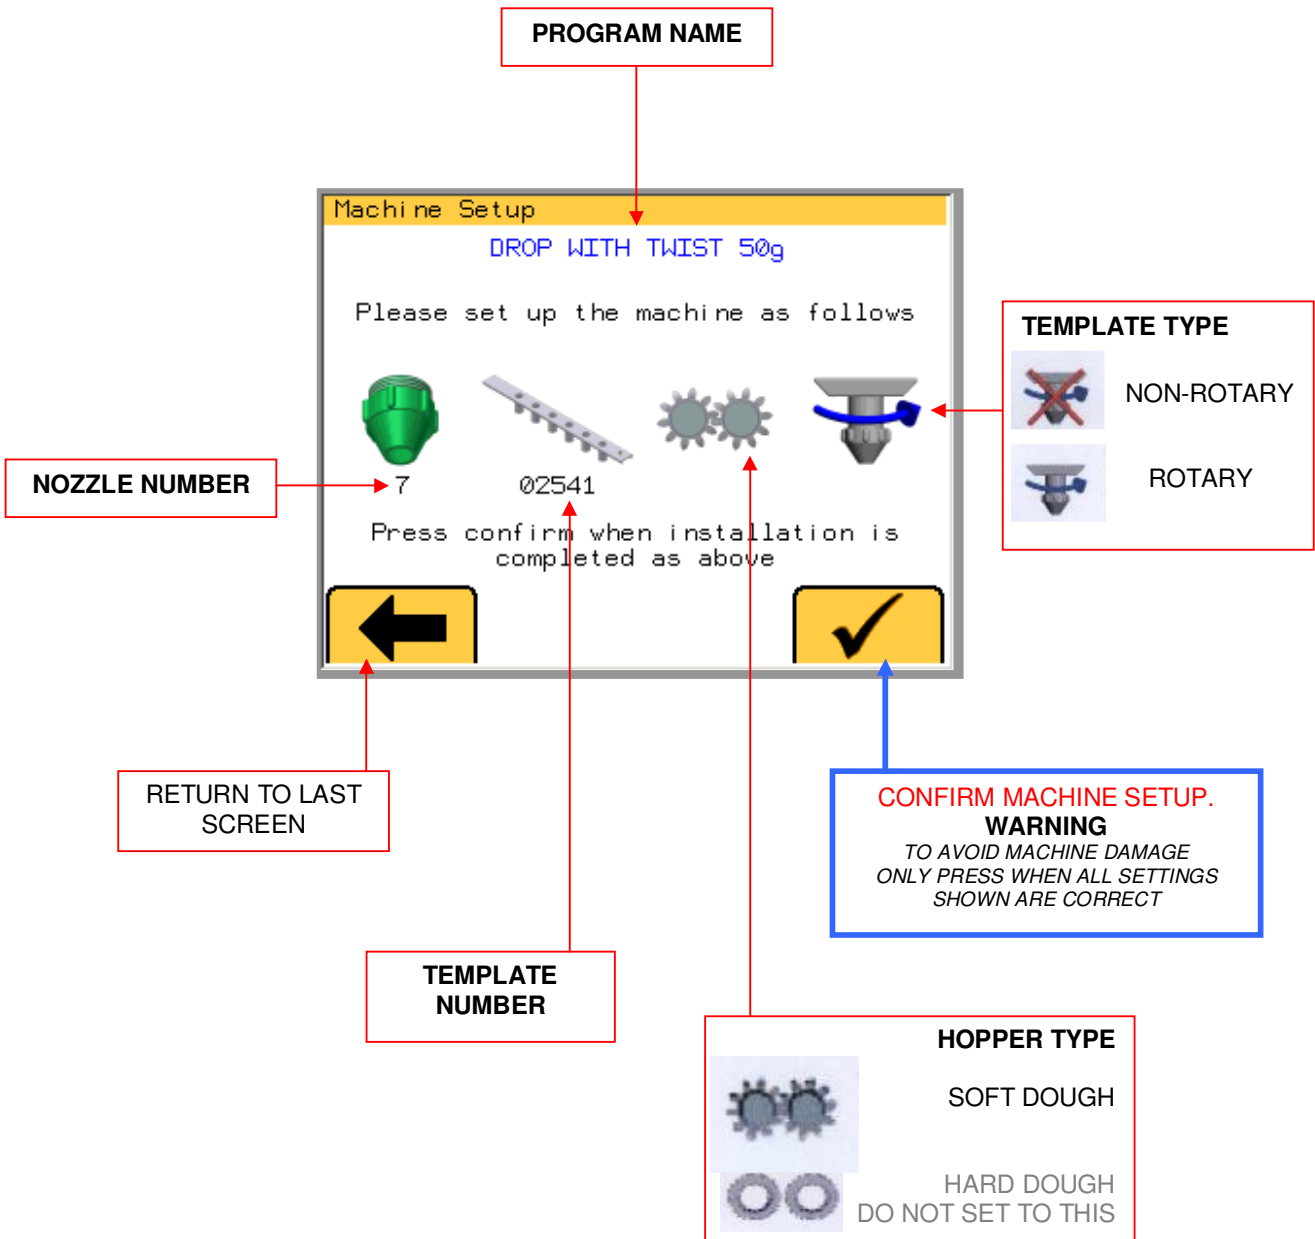 PROGRAM NAME
Machine Setup
DROP WITH TWIST 50g
Please set up the machine as follows
TEMPLATE TYPE
NON-ROTARY
ROTARY
NOZZLE NUMBER
7
02541
Press confirm when installation is
completed as above
RETURN TO LAST
SCREEN
CONFIRM MACHINE SETUP.
WARNING
TO AVOID MACHINE DAMAGE
ONLY PRESS WHEN ALL SETTINGS
SHOWN ARE CORRECT
TEMPLATE
NUMBER
HOPPER TYPE
SOFT DOUGH
HARD DOUGH
DO NOT SET TO THIS